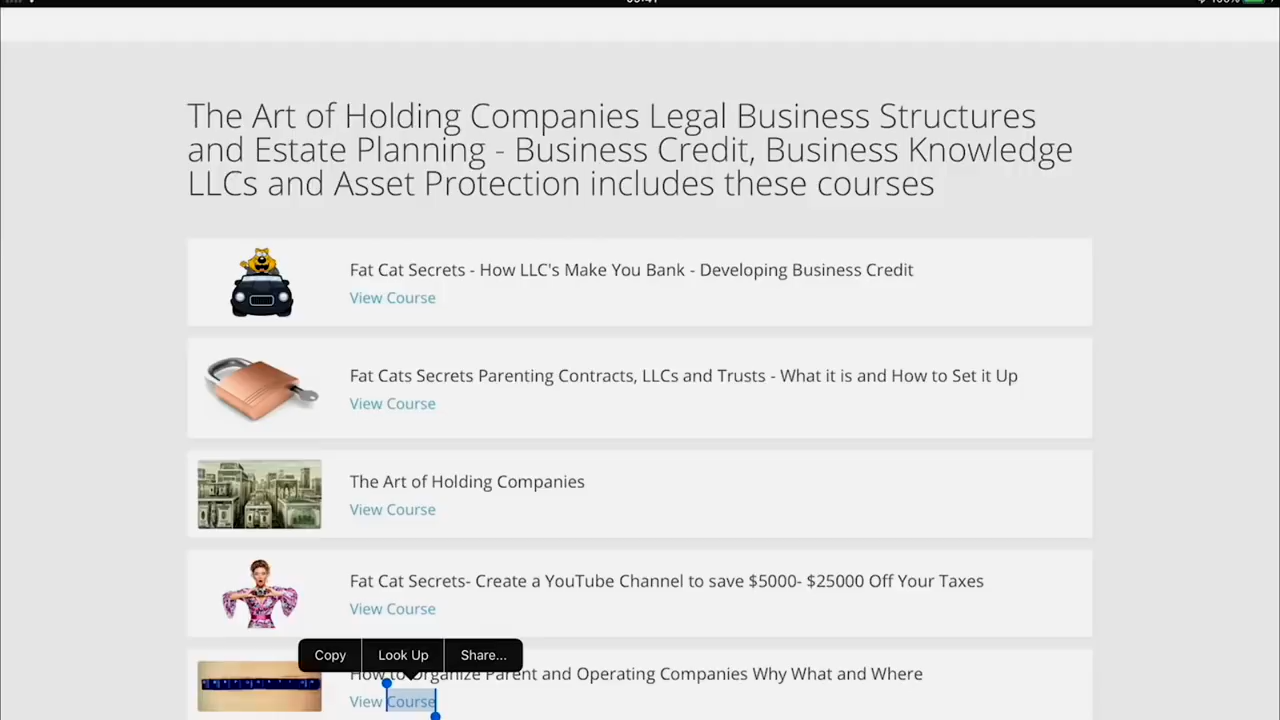 The Art of Holding Companies Legal Business Structures
and Estate Planning - Business Credit, Business Knowledge
LLCs and Asset Protection includes these courses
Fat Cat Secrets - How LLC's Make You Bank - Developing Business Credit
View Course
Fat Cats Secrets Parenting Contracts, LLCs and Trusts - What it is and How to Set it Up
View Course
The Art of Holding Companies
View Course
Fat Cat Secrets- Create a YouTube Channel to save $5000- $25000 Off Your Taxes
View Course
Copy Look Up Share...
How to Organize Parent and Operating Companies Why What and Where
View Course